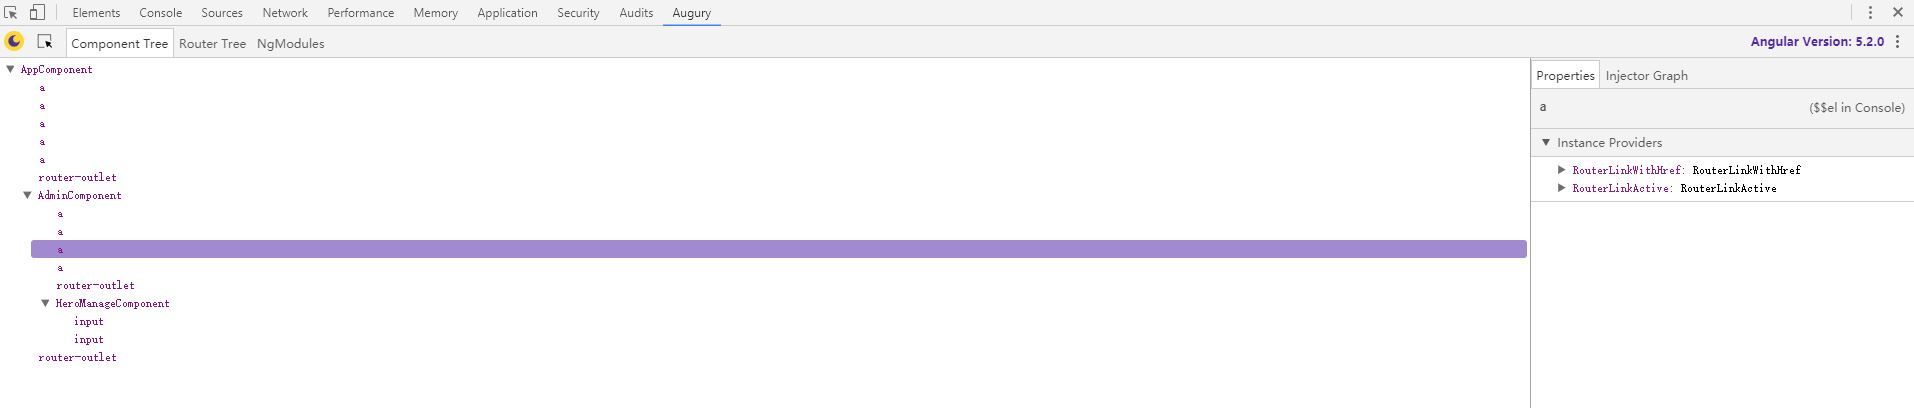 Elements Console Sources Network Performance Memory Application Security Audits Augury
Component Tree Router Tree NgModules Angular Version: 5.2.0
AppComponent
a
a
a
a
a
router-outlet
AdminComponent
a
a
a
a
router-outlet
HeroManageComponent
input
input
router-outlet
Properties Injector Graph
a ($$el in Console)
Instance Providers
RouterLinkWithHref: RouterLinkWithHref
RouterLinkActive: RouterLinkActive